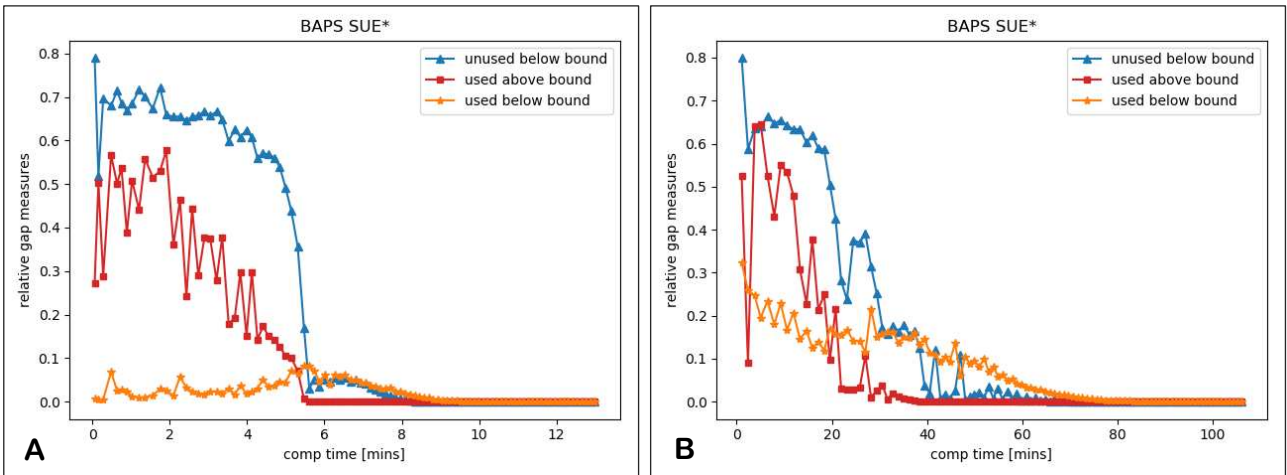 BAPS SUE*
0.8
0.7
0.6
0.5
0.4
0.3
0.2
0.1
0.0
relative gap measures
unused below bound
used above bound
used below bound
0 2 4 6 8 10 12
comp time [mins]
A
BAPS SUE*
0.8
0.7
0.6
0.5
0.4
0.3
0.2
0.1
0.0
relative gap measures
unused below bound
used above bound
used below bound
0 20 40 60 80 100
comp time [mins]
B